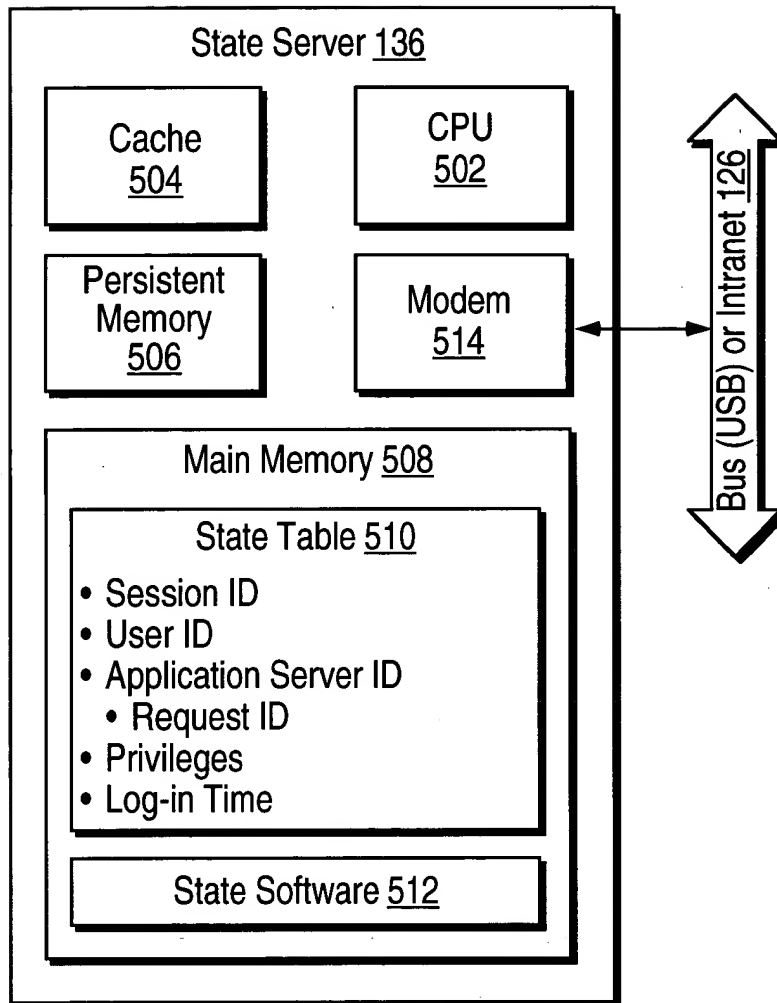 State Server 136
Cache
504
CPU
502
Persistent
Memory
506
Modem
514
Bus (USB) or Intranet 126
Main Memory 508
State Table 510
• Session ID
• User ID
• Application Server ID
• Request ID
• Privileges
• Log-in Time
State Software 512